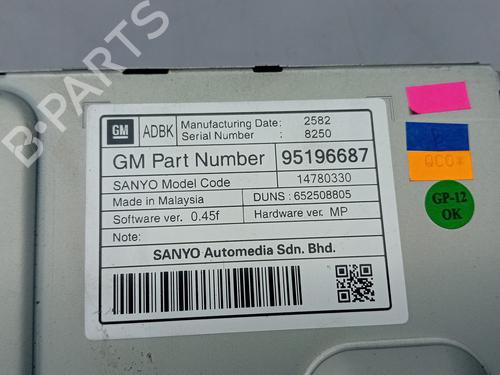 B-PARTS
GM ADBK Manufacturing Date: 2582
Serial Number : 8250
GM Part Number 95196687
SANYO Model Code 14780330
Made in Malaysia DUNS : 652508805
Software ver. 0.45f Hardware ver. MP
Note:
SANYO Automedia Sdn. Bhd.
GP-12
OK